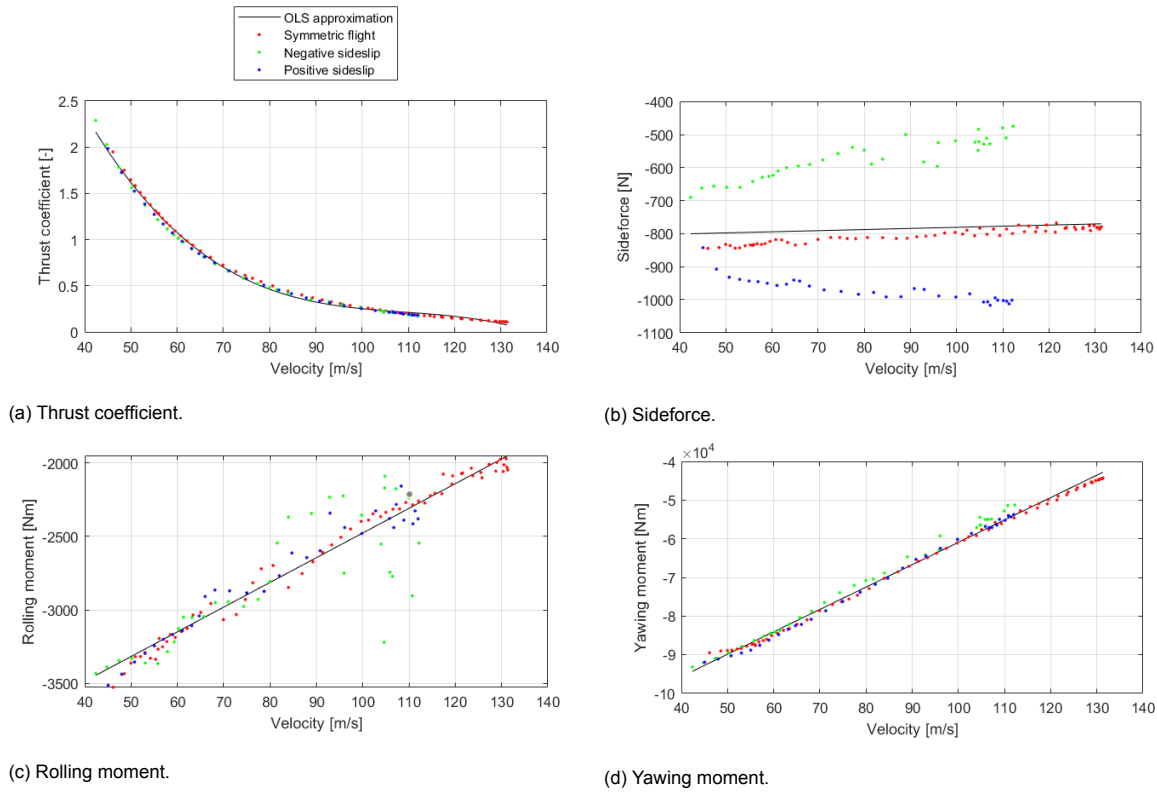 OLS approximation
Symmetric flight
Negative sideslip
Positive sideslip
Thrust coefficient [-]
2.5
2
1.5
1
0.5
0
40 50 60 70 80 90 100 110 120 130 140
Velocity [m/s]
(a) Thrust coefficient.
Sideforce [N]
-400
-500
-600
-700
-800
-900
-1000
-1100
40 50 60 70 80 90 100 110 120 130 140
Velocity [m/s]
(b) Sideforce.
Rolling moment [Nm]
-2000
-2500
-3000
-3500
40 50 60 70 80 90 100 110 120 130 140
Velocity [m/s]
(c) Rolling moment.
Yawing moment [Nm]
×10⁴
-4
-5
-6
-7
-8
-9
-10
40 50 60 70 80 90 100 110 120 130 140
Velocity [m/s]
(d) Yawing moment.